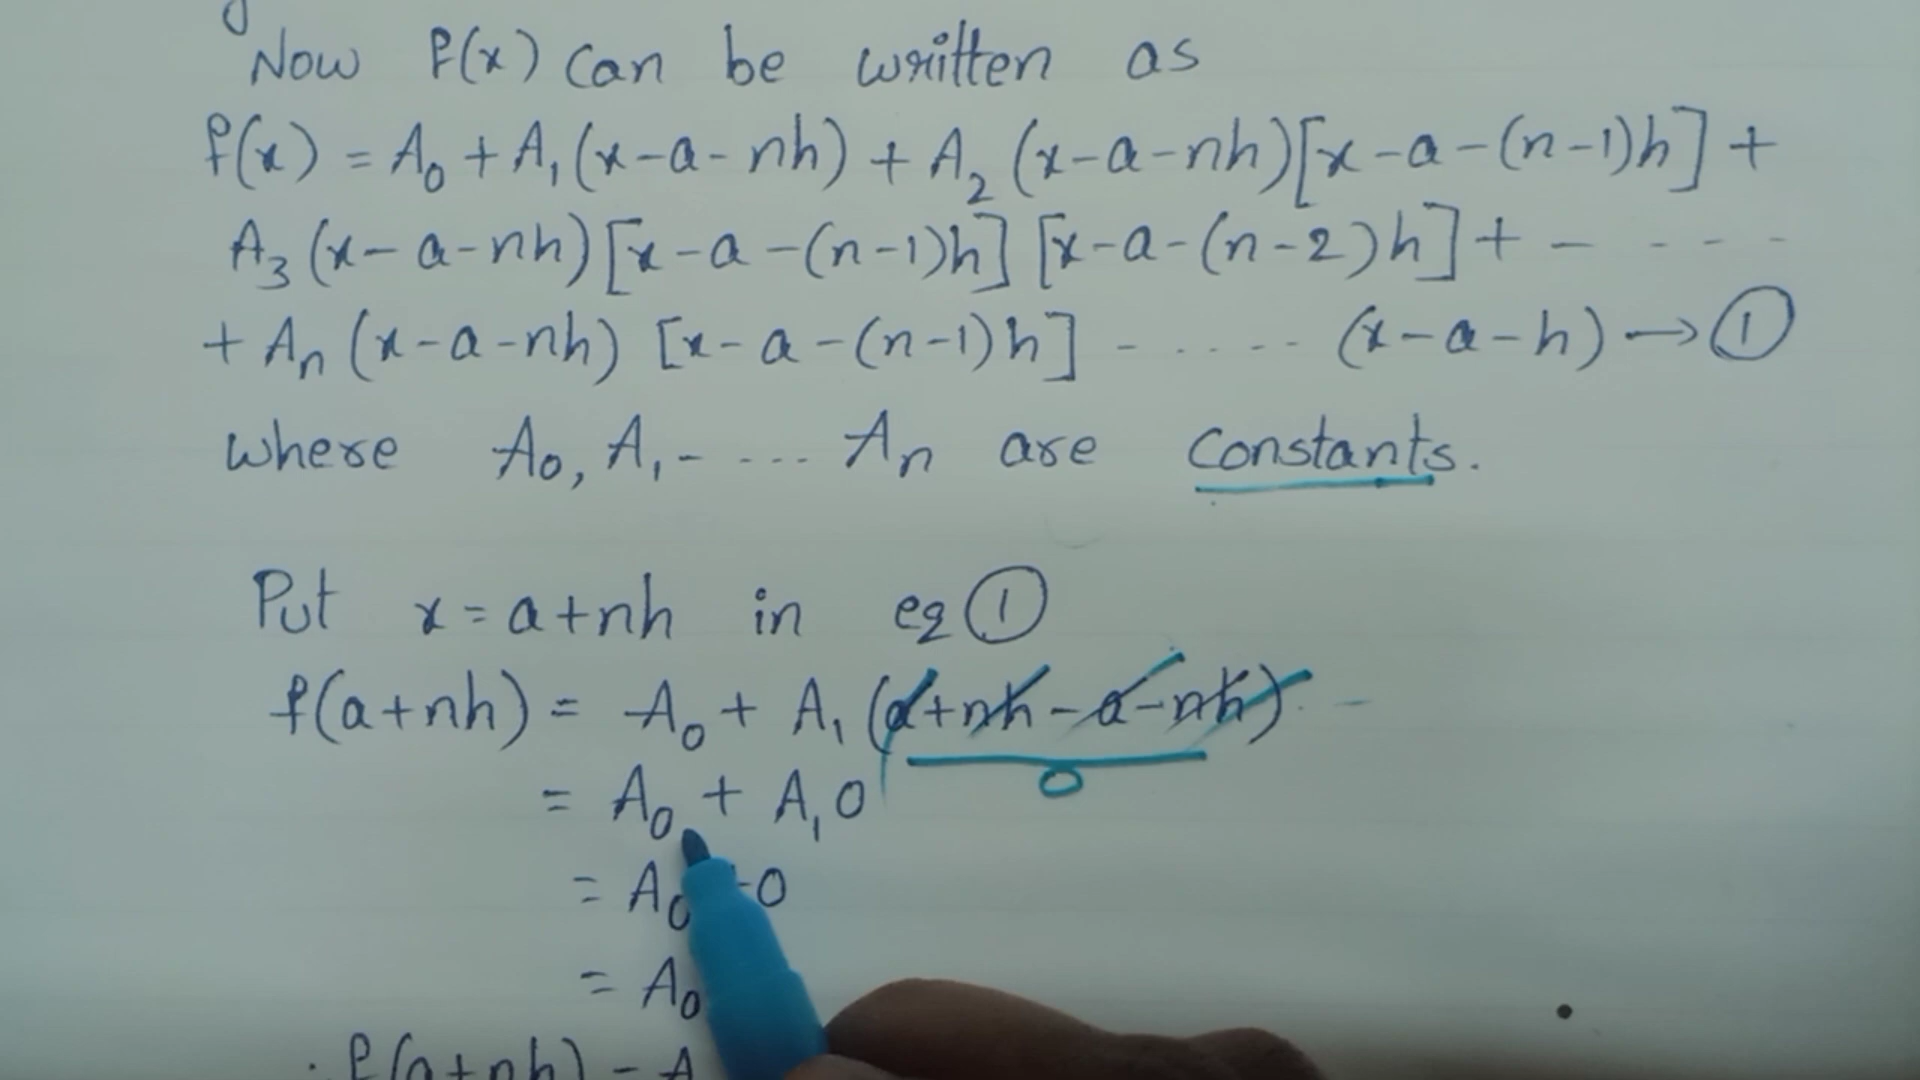 Now f(x) can be written as
f(x) = A₀ + A₁(x-a-nh) + A₂(x-a-nh)[x-a-(n-1)h] +
A₃(x-a-nh)[x-a-(n-1)h][x-a-(n-2)h] + - - - - -
+ Aₙ(x-a-nh) [x-a-(n-1)h] - ..... (x-a-h) → ①
where A₀, A₁ - .... Aₙ are constants.
Put x = a+nh in eq ①
f(a+nh) = A₀ + A₁ (a+nh-a-nh) -
0
= A₀ + A₁0
= A₀ +0
= A₀
∴ f(a+nh) = A